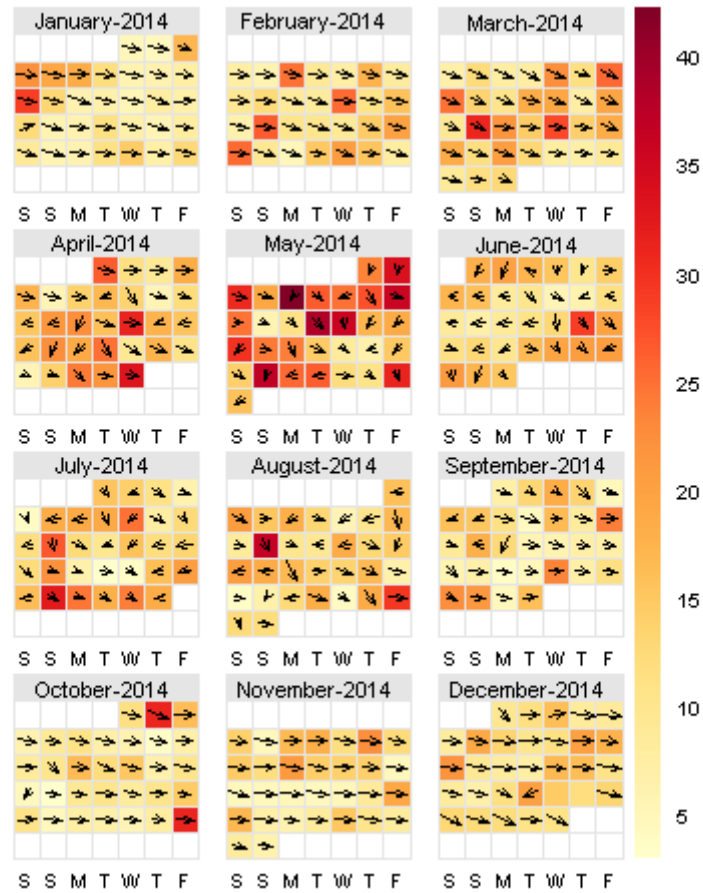 January-2014 February-2014 March-2014
40
35
S S M T W T F S S M T W T F S S M T W T F
April-2014 May-2014 June-2014
30
25
S S M T W T F S S M T W T F S S M T W T F
July-2014 August-2014 September-2014
20
15
S S M T W T F S S M T W T F S S M T W T F
October-2014 November-2014 December-2014
10
5
S S M T W T F S S M T W T F S S M T W T F